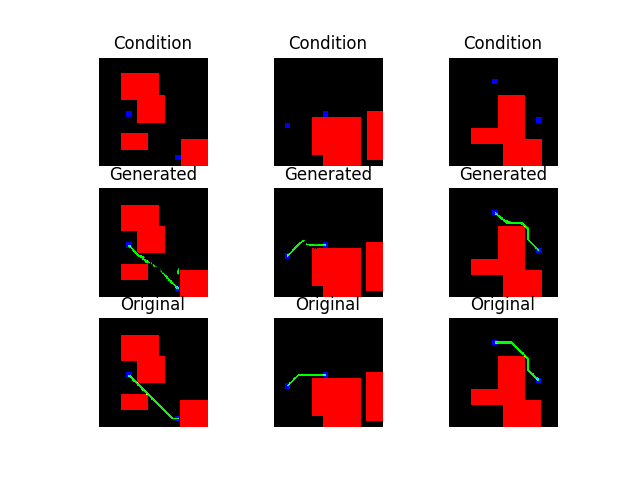 Condition Condition Condition
Generated Generated Generated
Original Original Original